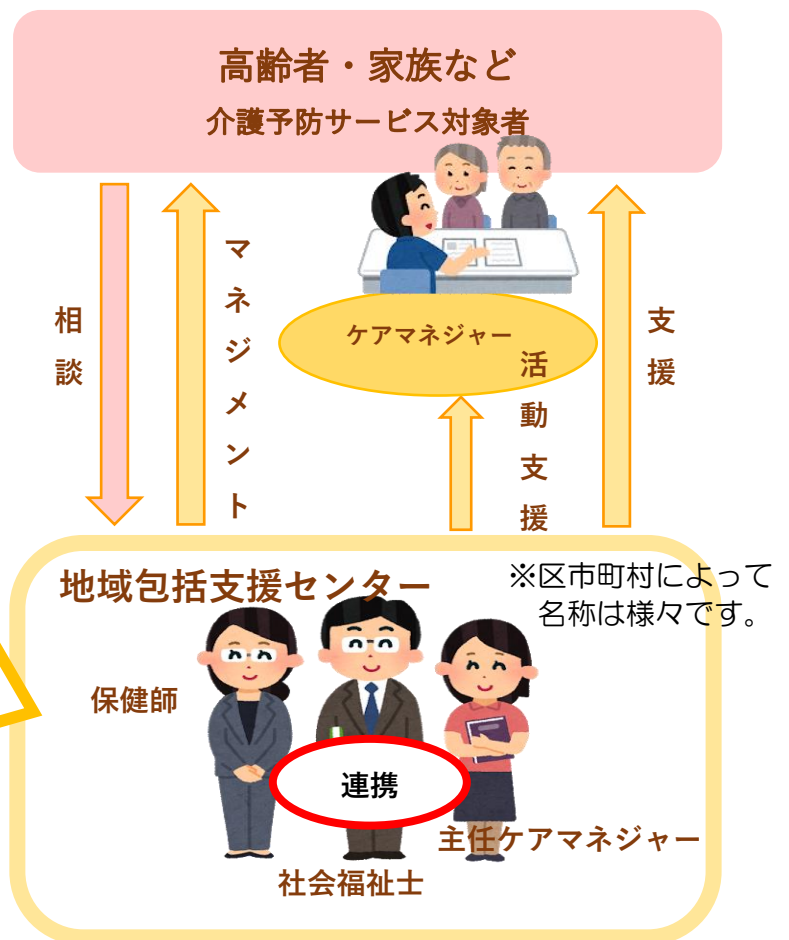 高齢者・家族など
介護予防サービス対象者
相談
マネジメント
ケアマネジャー
活動支援
支援
地域包括支援センター
※区市町村によって
名称は様々です。
保健師
連携
主任ケアマネジャー
社会福祉士